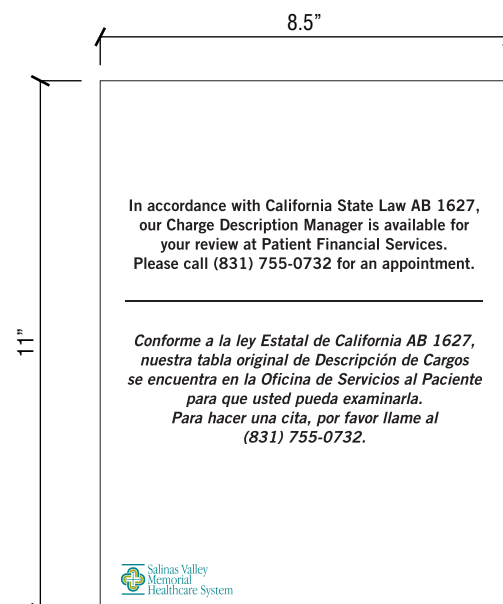 8.5”
11”
In accordance with California State Law AB 1627,
our Charge Description Manager is available for
your review at Patient Financial Services.
Please call (831) 755-0732 for an appointment.
Conforme a la ley Estatal de California AB 1627,
nuestra tabla original de Descripción de Cargos
se encuentra en la Oficina de Servicios al Paciente
para que usted pueda examinarla.
Para hacer una cita, por favor llame al
(831) 755-0732.
Salinas Valley
Memorial
Healthcare System